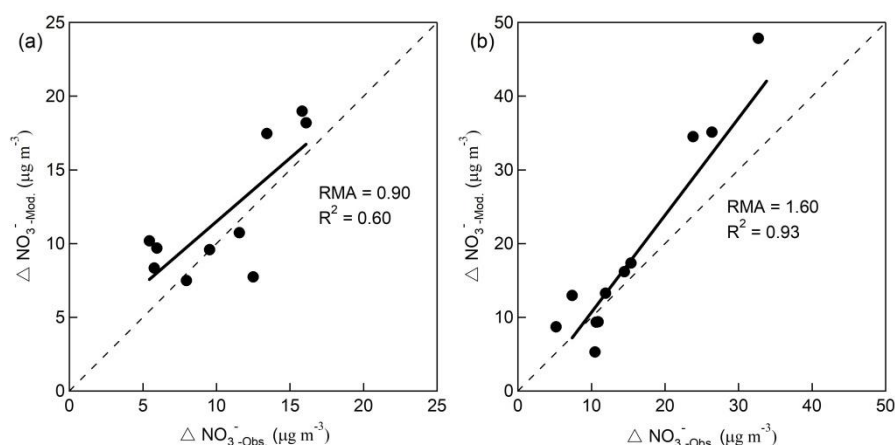 (a)
25
20
15
10
5
0
△ NO₃⁻-Mod. (μg m⁻³)
RMA = 0.90
R² = 0.60
0 5 10 15 20 25
△ NO₃⁻-Obs. (μg m⁻³)
(b)
50
40
30
20
10
0
△ NO₃⁻-Mod. (μg m⁻³)
RMA = 1.60
R² = 0.93
0 10 20 30 40 50
△ NO₃⁻-Obs. (μg m⁻³)